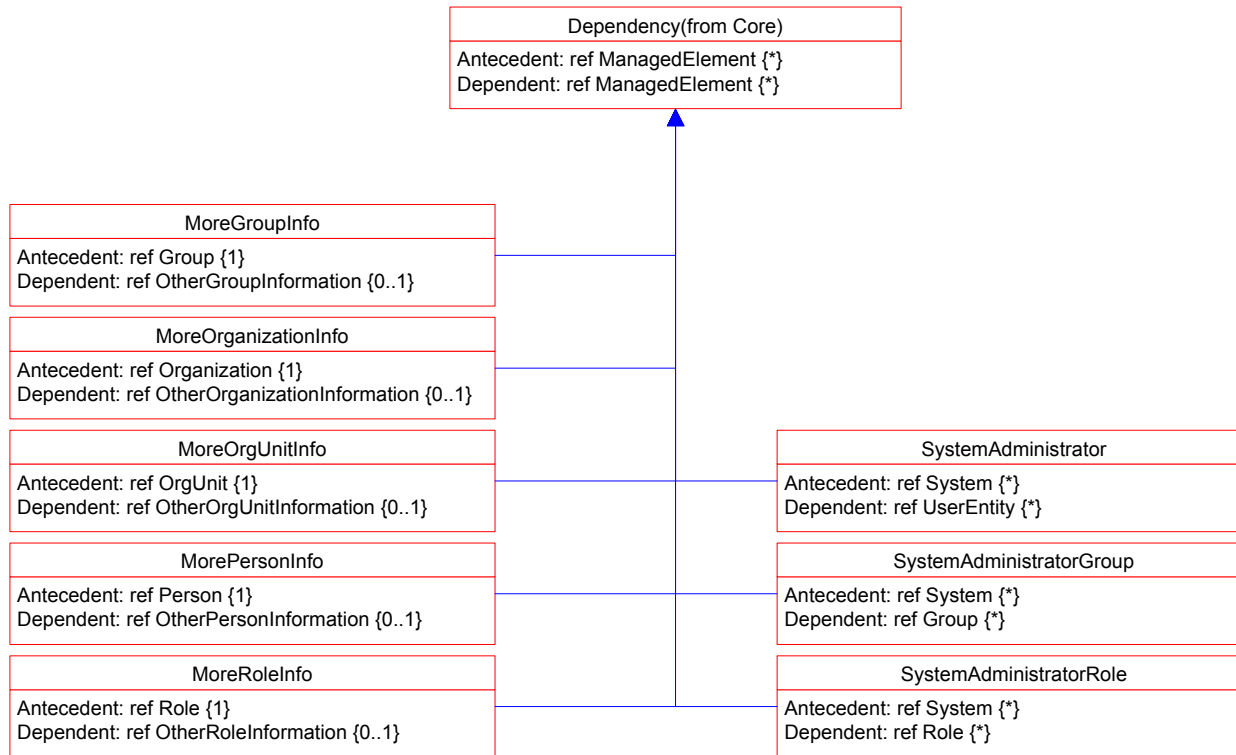 Dependency(from Core)
Antecedent: ref ManagedElement {*}
Dependent: ref ManagedElement {*}
MoreGroupInfo
Antecedent: ref Group {1}
Dependent: ref OtherGroupInformation {0..1}
MoreOrganizationInfo
Antecedent: ref Organization {1}
Dependent: ref OtherOrganizationInformation {0..1}
MoreOrgUnitInfo
Antecedent: ref OrgUnit {1}
Dependent: ref OtherOrgUnitInformation {0..1}
MorePersonInfo
Antecedent: ref Person {1}
Dependent: ref OtherPersonInformation {0..1}
MoreRoleInfo
Antecedent: ref Role {1}
Dependent: ref OtherRoleInformation {0..1}
SystemAdministrator
Antecedent: ref System {*}
Dependent: ref UserEntity {*}
SystemAdministratorGroup
Antecedent: ref System {*}
Dependent: ref Group {*}
SystemAdministratorRole
Antecedent: ref System {*}
Dependent: ref Role {*}